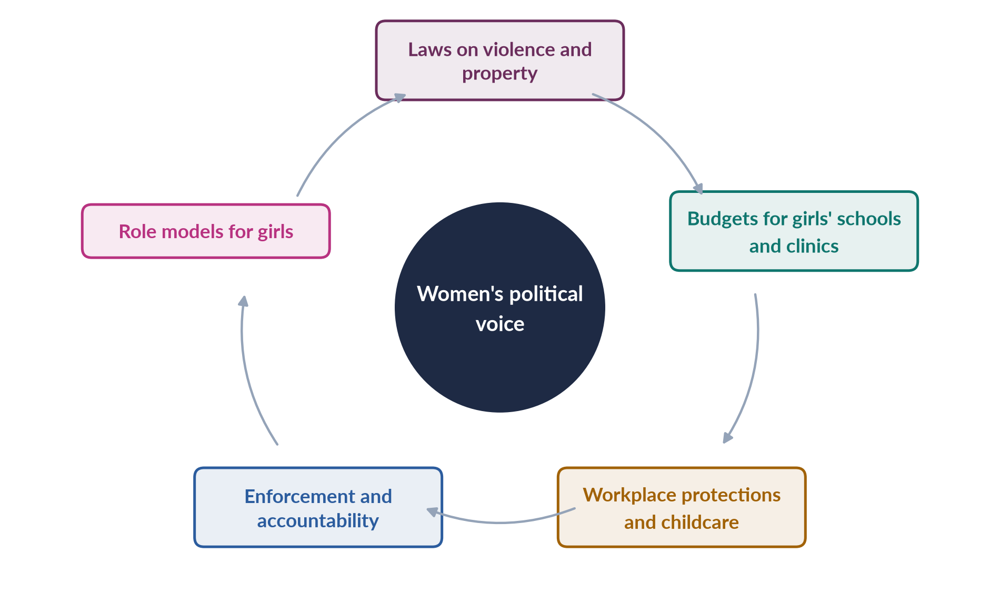 Laws on violence and
property
Budgets for girls' schools
and clinics
Role models for girls
Women's political
voice
Enforcement and
accountability
Workplace protections
and childcare